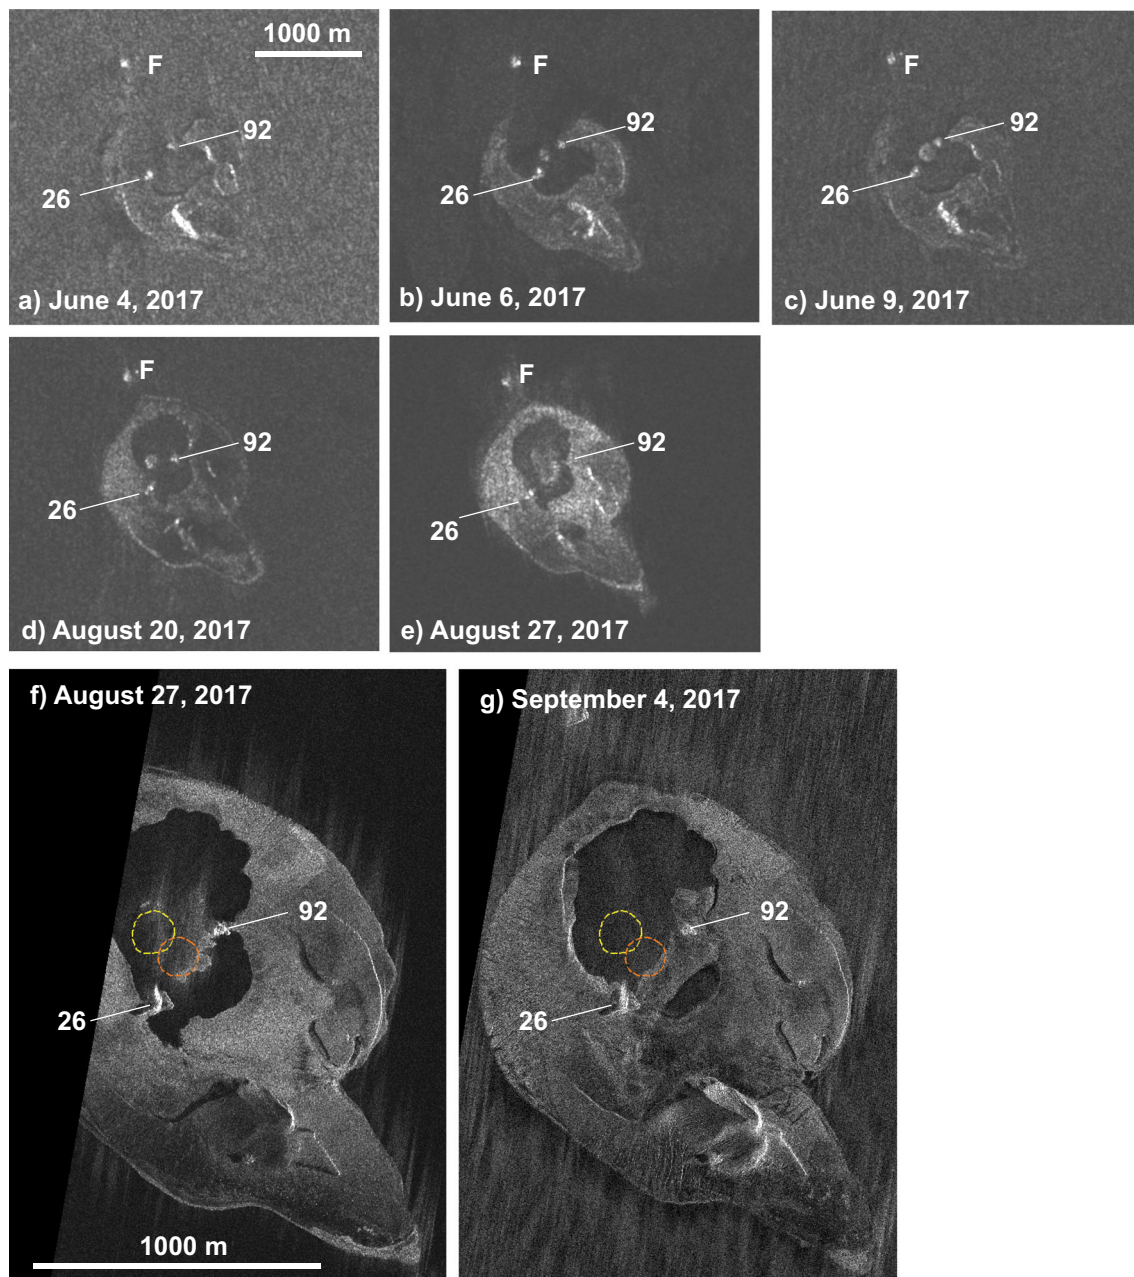 1000 m
F
92
26
a) June 4, 2017
F
92
26
b) June 6, 2017
F
92
26
c) June 9, 2017
F
92
26
d) August 20, 2017
F
92
26
e) August 27, 2017
f) August 27, 2017
92
26
1000 m
g) September 4, 2017
92
26